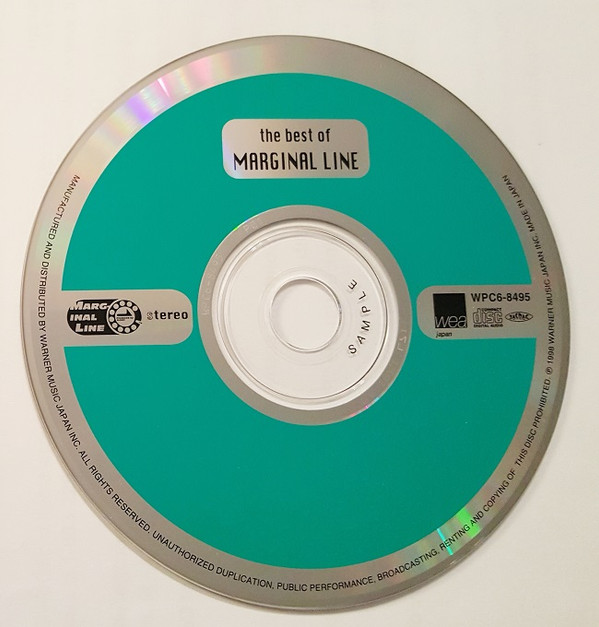 the best of
MARGINAL LINE
MARG-
INAL
LINE
stereo
SAMPLE
wea
japan
WPC6-8495
COMPACT
disc
DIGITAL AUDIO
MANUFACTURED AND DISTRIBUTED BY WARNER MUSIC JAPAN INC. ALL RIGHTS RESERVED. UNAUTHORIZED DUPLICATION, PUBLIC PERFORMANCE, BROADCASTING, RENTING AND COPYING OF THIS DISC PROHIBITED. ℗ 1998 WARNER MUSIC JAPAN INC. MADE IN JAPAN